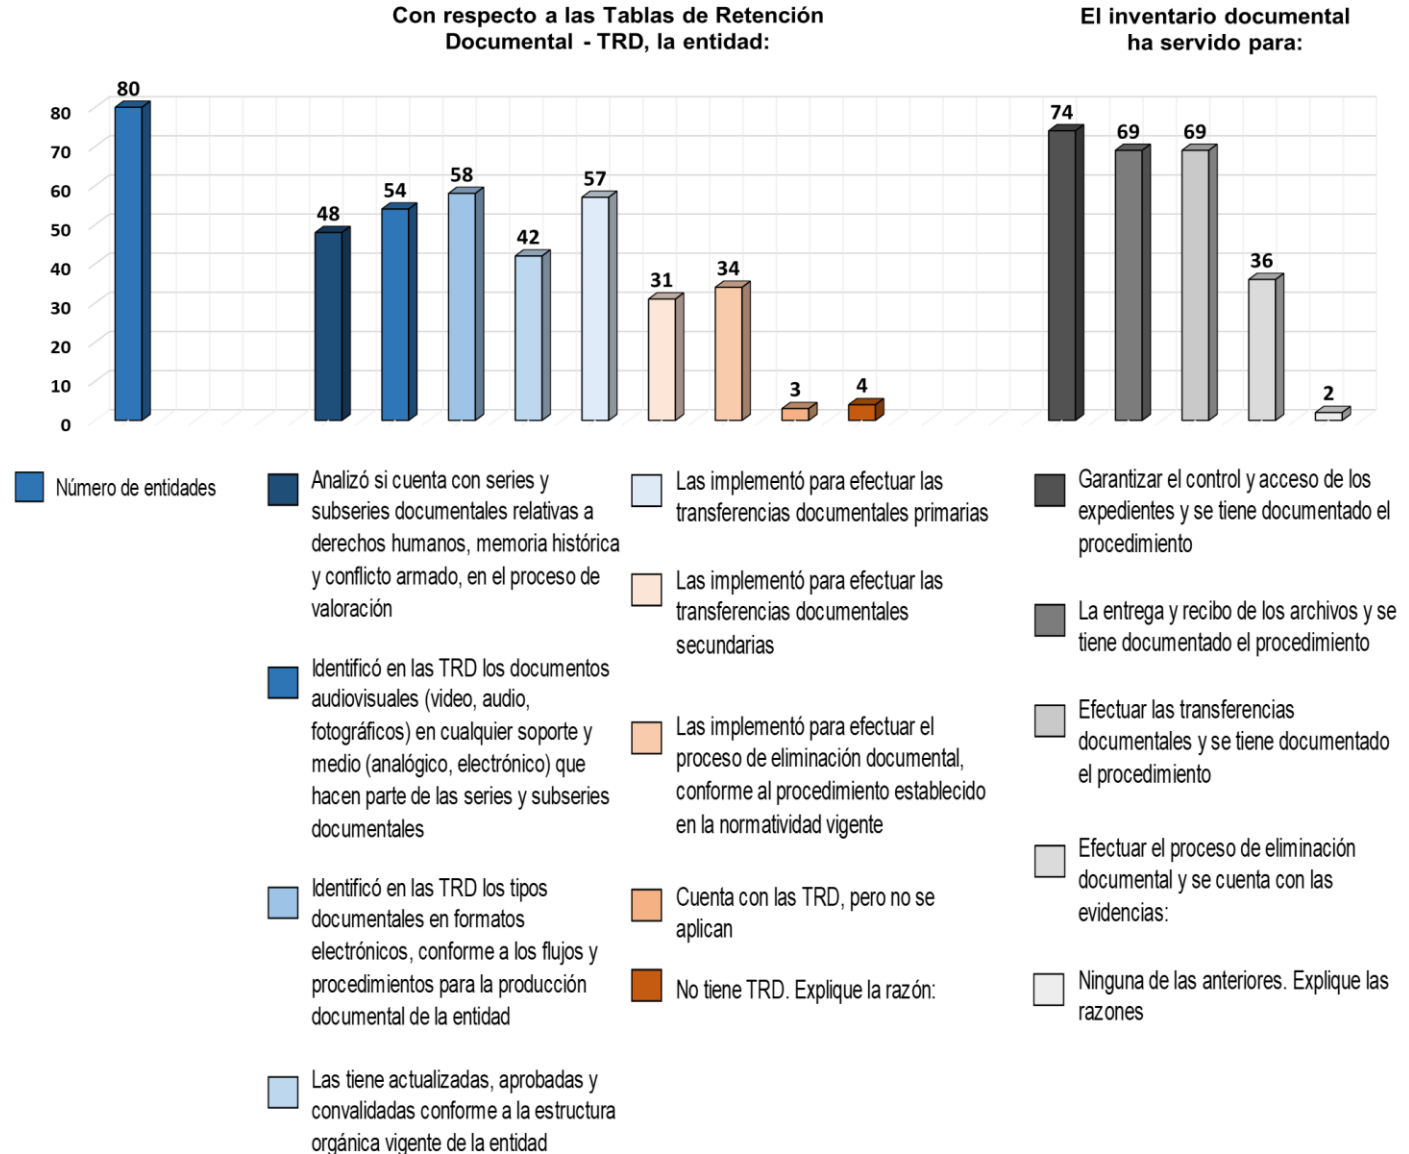 Con respecto a las Tablas de Retención
Documental - TRD, la entidad:
El inventario documental
ha servido para:
80
70
60
50
40
30
20
10
0
80
48
54
58
42
57
31
34
3
4
74
69
69
36
2
Número de entidades
Analizó si cuenta con series y
subseries documentales relativas a
derechos humanos, memoria histórica
y conflicto armado, en el proceso de
valoración
Identificó en las TRD los documentos
audiovisuales (video, audio,
fotográficos) en cualquier soporte y
medio (analógico, electrónico) que
hacen parte de las series y subseries
documentales
Identificó en las TRD los tipos
documentales en formatos
electrónicos, conforme a los flujos y
procedimientos para la producción
documental de la entidad
Las tiene actualizadas, aprobadas y
convalidadas conforme a la estructura
orgánica vigente de la entidad
Las implementó para efectuar las
transferencias documentales primarias
Las implementó para efectuar las
transferencias documentales
secundarias
Las implementó para efectuar el
proceso de eliminación documental,
conforme al procedimiento establecido
en la normatividad vigente
Cuenta con las TRD, pero no se
aplican
No tiene TRD. Explique la razón:
Garantizar el control y acceso de los
expedientes y se tiene documentado el
procedimiento
La entrega y recibo de los archivos y se
tiene documentado el procedimiento
Efectuar las transferencias
documentales y se tiene documentado
el procedimiento
Efectuar el proceso de eliminación
documental y se cuenta con las
evidencias:
Ninguna de las anteriores. Explique las
razones